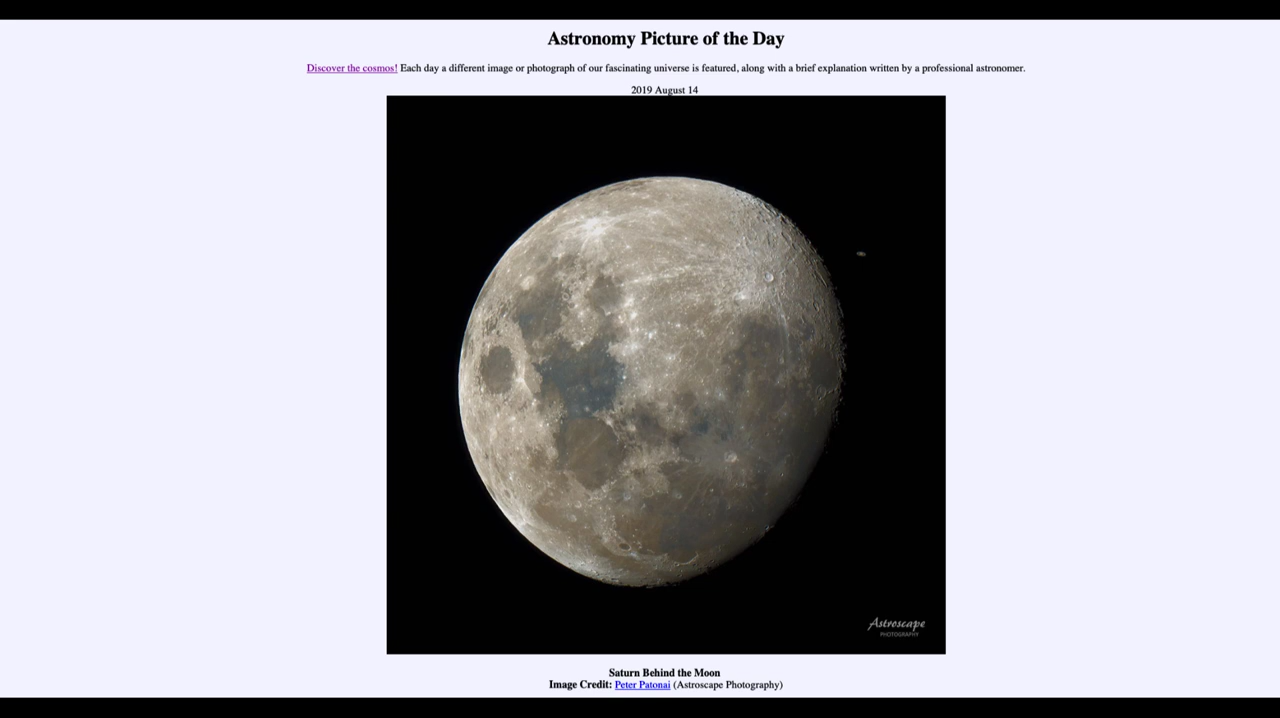 Astronomy Picture of the Day
Discover the cosmos! Each day a different image or photograph of our fascinating universe is featured, along with a brief explanation written by a professional astronomer.
2019 August 14
Astroscape
PHOTOGRAPHY
Saturn Behind the Moon
Image Credit: Peter Patonai (Astroscape Photography)